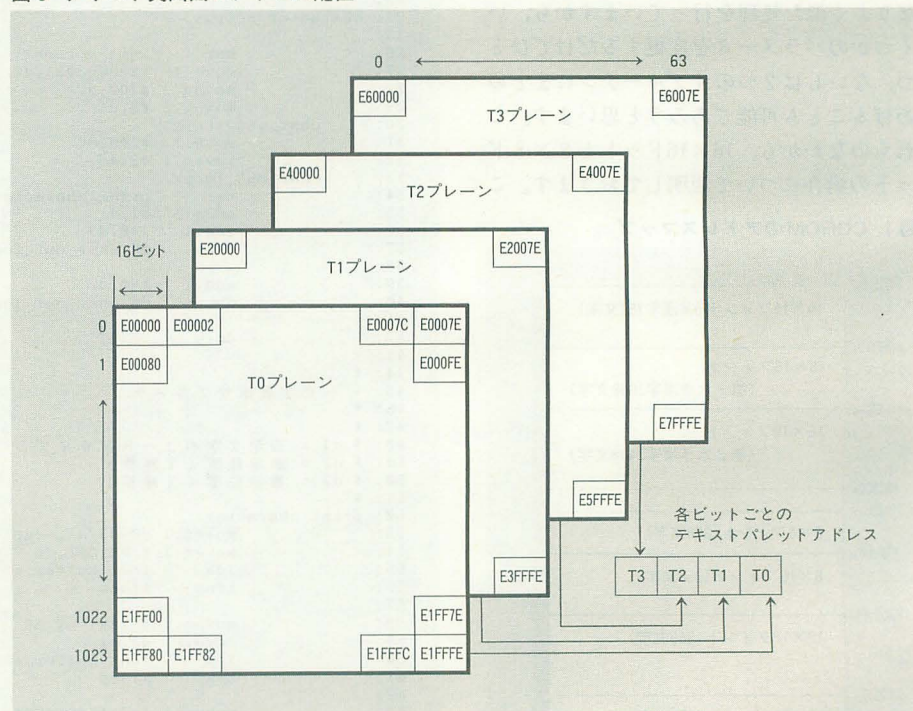 0 ←→ 63
E60000 E6007E
T3プレーン
E40000 E4007E
T2プレーン
E20000 E2007E
T1プレーン
16ビット
0 E00000 E00002 E0007C E0007E
1 E00080 E000FE
T0プレーン
E7FFFE
E5FFFE
各ビットごとの
テキストパレットアドレス
E3FFFE
T3 T2 T1 T0
1022 E1FF00 E1FF7E
1023 E1FF80 E1FF82 E1FFFC E1FFFE